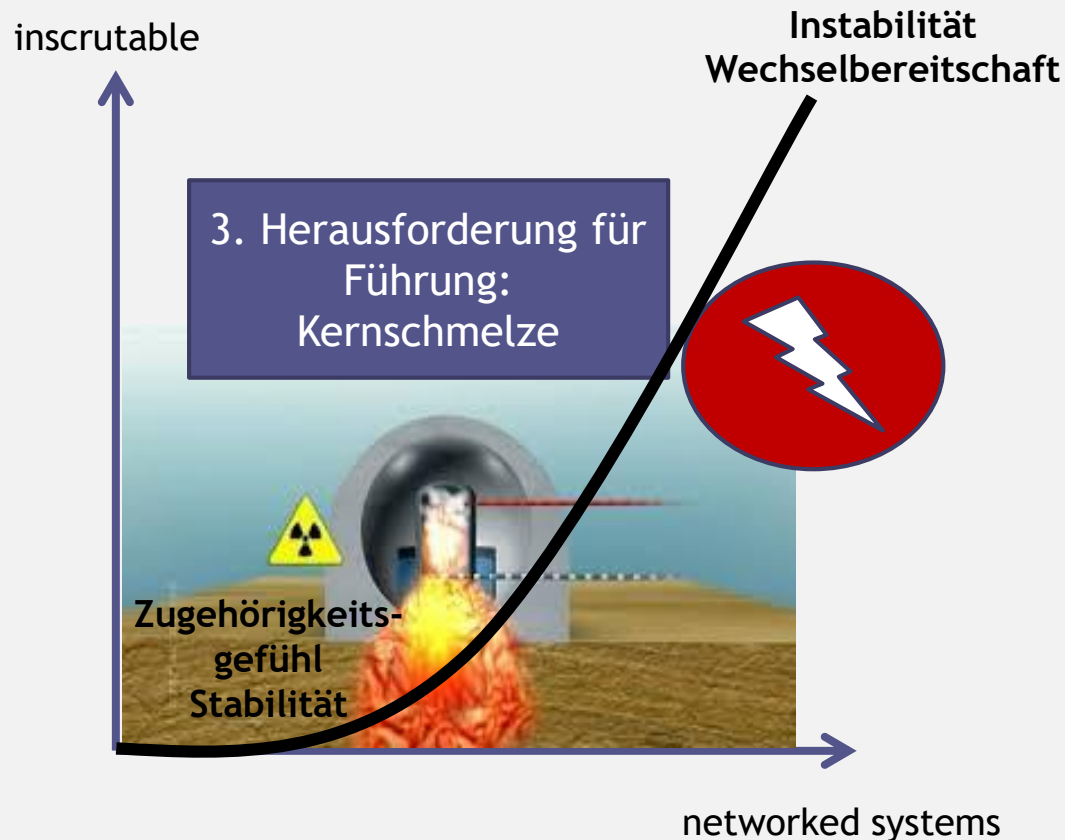 inscrutable
Instabilität
Wechselbereitschaft
3. Herausforderung für
Führung:
Kernschmelze
Zugehörigkeits-
gefühl
Stabilität
networked systems